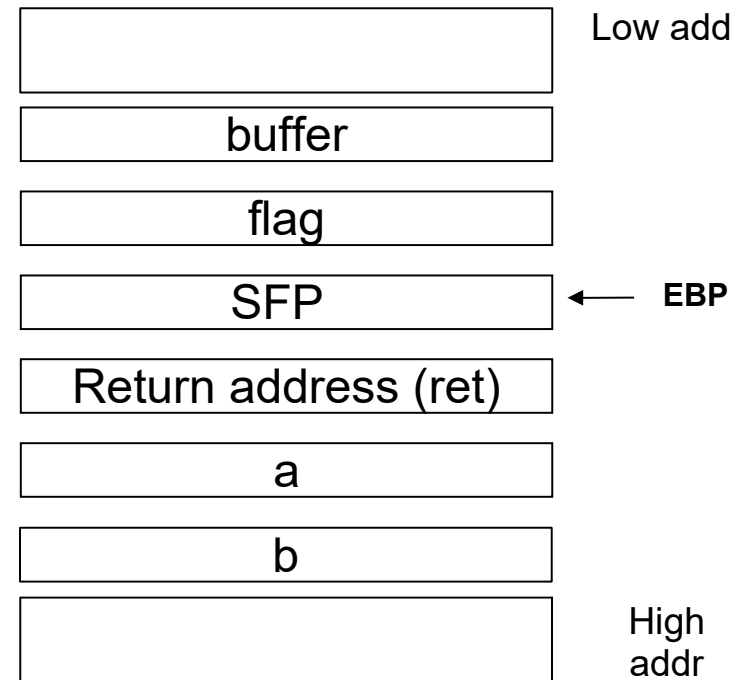 Low add
buffer
flag
SFP
EBP
Return address (ret)
a
b
High
addr